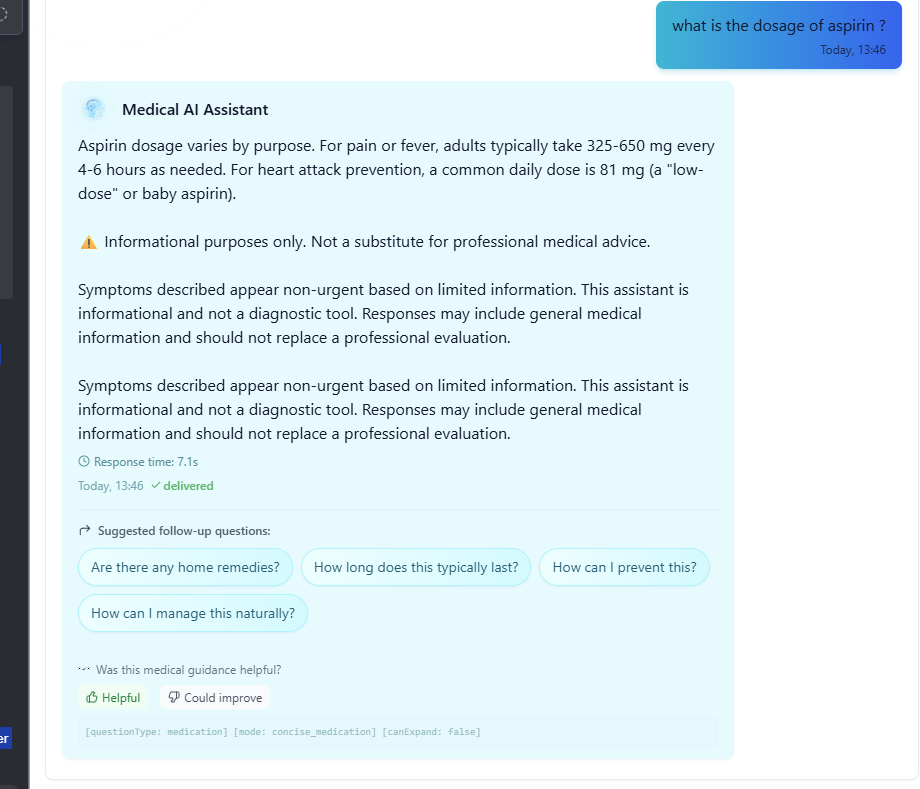 what is the dosage of aspirin ?
Today, 13:46
Medical AI Assistant
Aspirin dosage varies by purpose. For pain or fever, adults typically take 325-650 mg every
4-6 hours as needed. For heart attack prevention, a common daily dose is 81 mg (a "low-
dose" or baby aspirin).
⚠️ Informational purposes only. Not a substitute for professional medical advice.
Symptoms described appear non-urgent based on limited information. This assistant is
informational and not a diagnostic tool. Responses may include general medical
information and should not replace a professional evaluation.
Symptoms described appear non-urgent based on limited information. This assistant is
informational and not a diagnostic tool. Responses may include general medical
information and should not replace a professional evaluation.
Response time: 7.1s
Today, 13:46 ✓ delivered
Suggested follow-up questions:
Are there any home remedies? How long does this typically last? How can I prevent this?
How can I manage this naturally?
Was this medical guidance helpful?
Helpful Could improve
er
[questionType: medication] [mode: concise_medication] [canExpand: false]